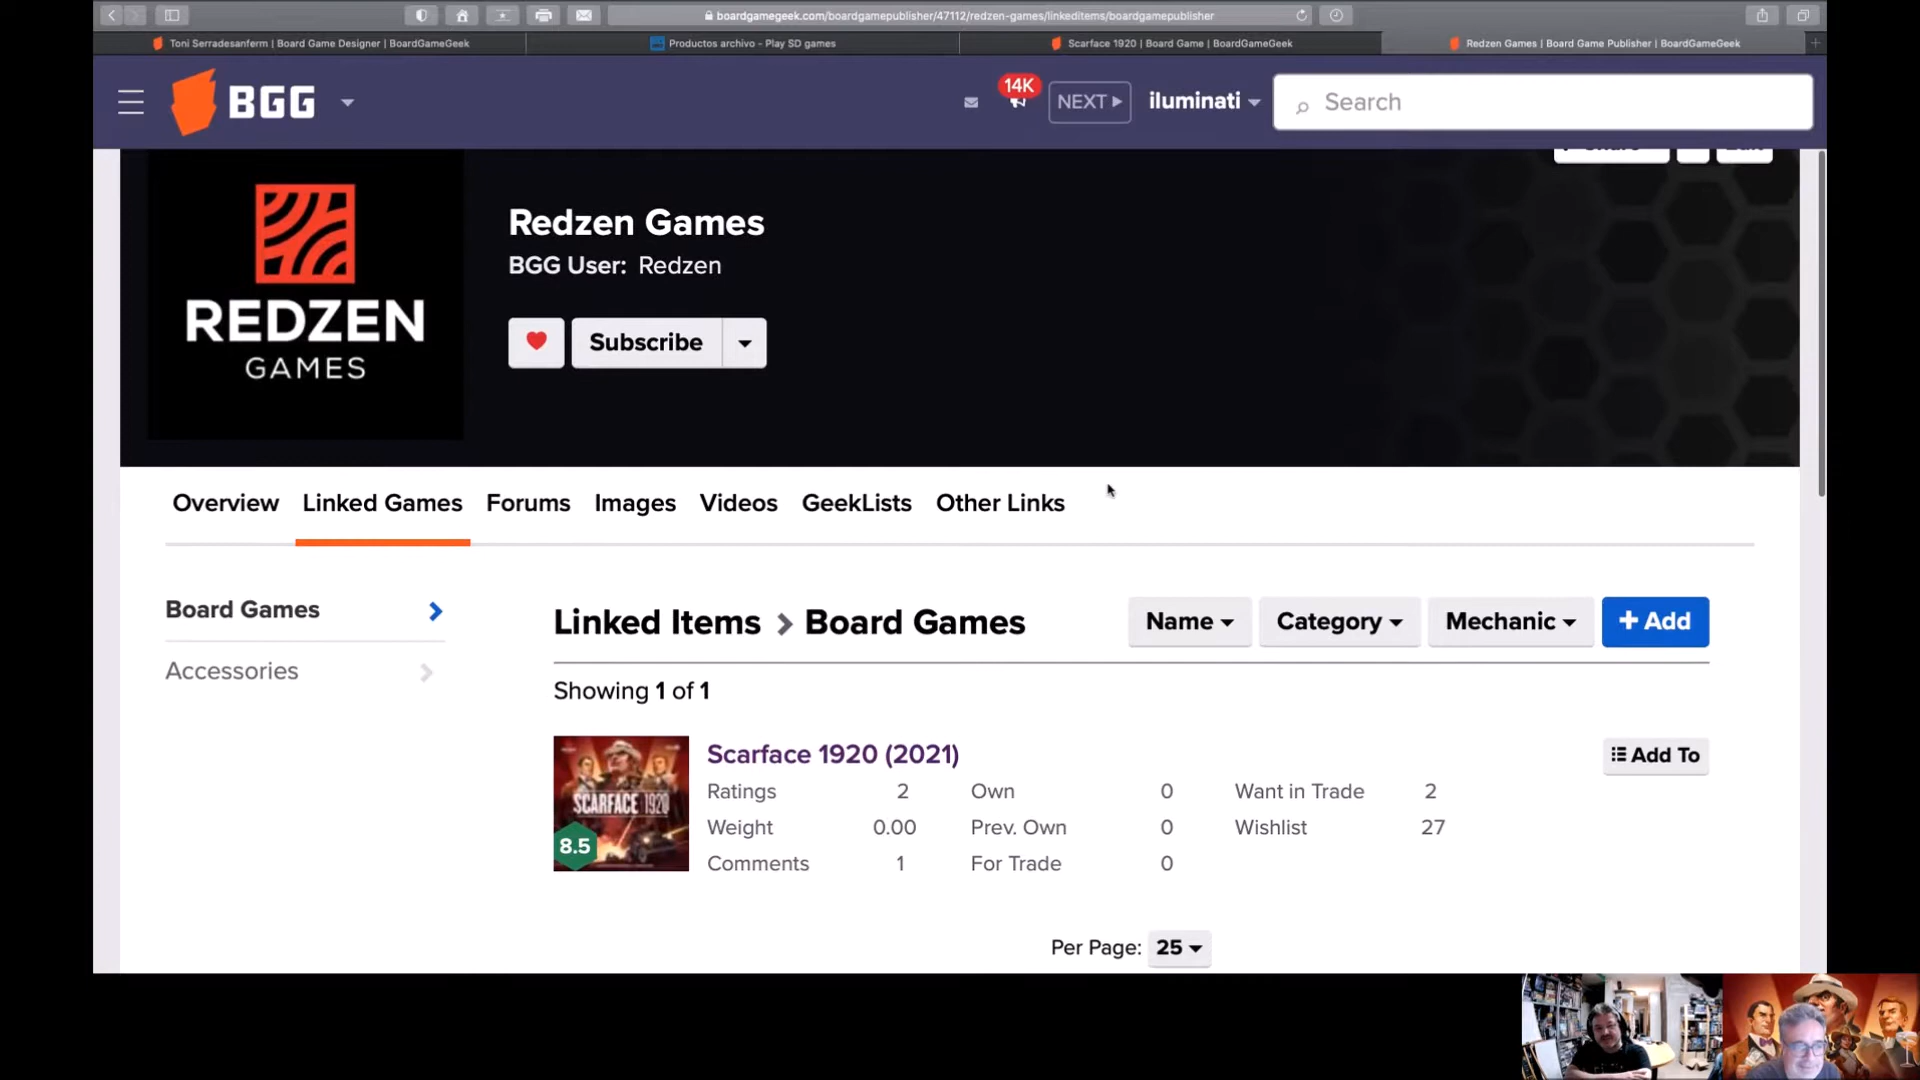 boardgamegeek.com/boardgamepublisher/47112/redzen-games/linkeditems/boardgamepublisher
Toni Serradesanferm | Board Game Designer | BoardGameGeek
Productos archivo - Play SD games
Scarface 1920 | Board Game | BoardGameGeek
Redzen Games | Board Game Publisher | BoardGameGeek
BGG
14K
NEXT
iluminati
Search
REDZEN
GAMES
Redzen Games
BGG User: Redzen
Subscribe
Overview
Linked Games
Forums
Images
Videos
GeekLists
Other Links
Board Games
Accessories
Linked Items > Board Games
Name
Category
Mechanic
+ Add
Showing 1 of 1
SCARFACE 1920
8.5
Scarface 1920 (2021)
Add To
Ratings 2 Own 0 Want in Trade 2
Weight 0.00 Prev. Own 0 Wishlist 27
Comments 1 For Trade 0
Per Page: 25